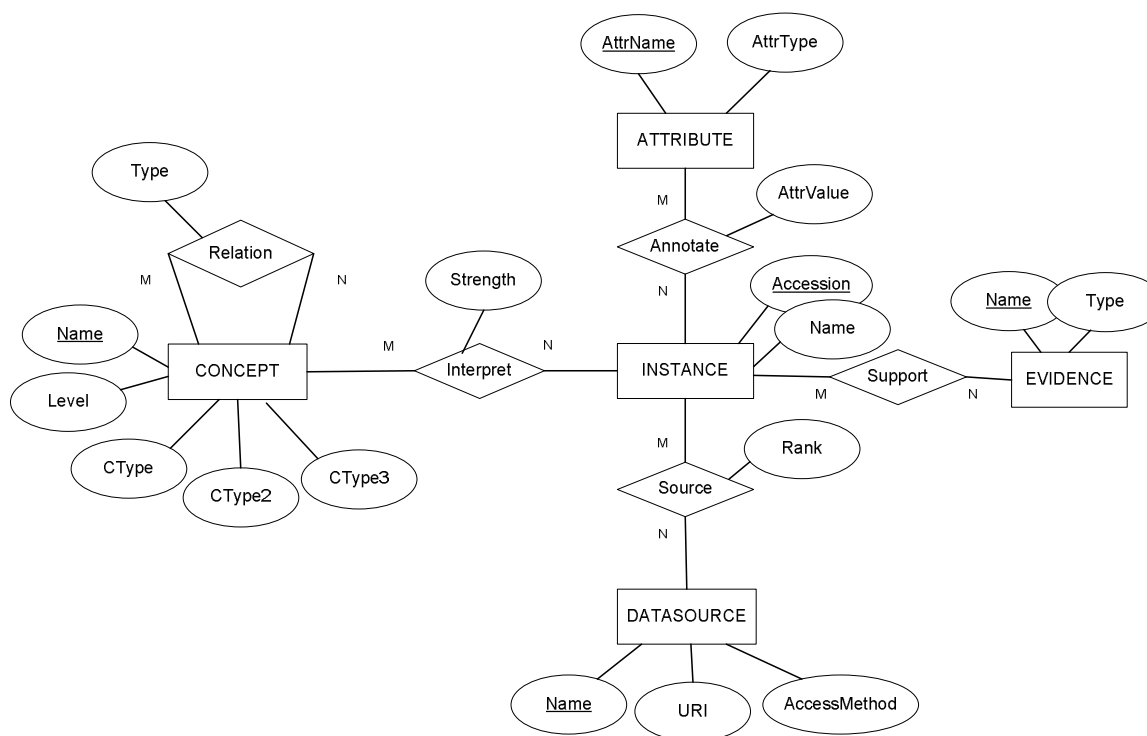 AttrName
AttrType
ATTRIBUTE
Type
M
AttrValue
Relation
Annotate
M
N
Strength
Accession
N
Name
Type
Name
Name
M
N
CONCEPT
Interpret
INSTANCE
Support
EVIDENCE
M
N
Level
M
Rank
CType
CType3
Source
CType2
N
DATASOURCE
Name
URI
AccessMethod